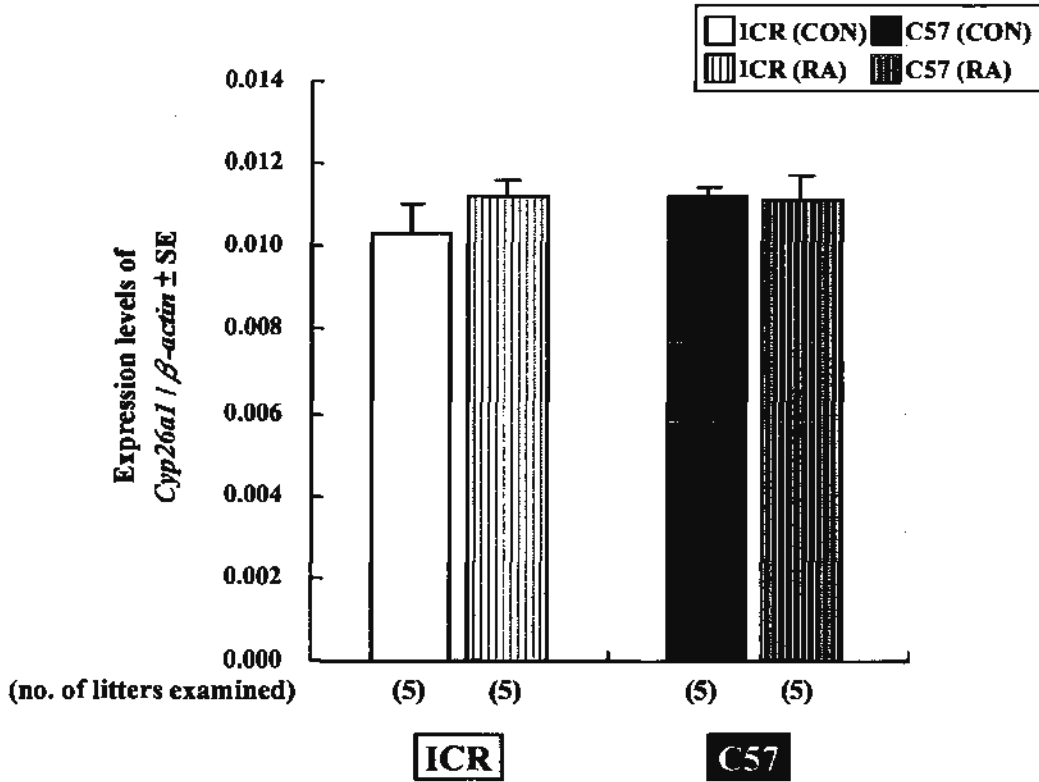 ICR (CON) C57 (CON)
ICR (RA) C57 (RA)
0.014
0.012
0.010
0.008
0.006
0.004
0.002
0.000
Expression levels of
Cyp26a1 / β-actin ± SE
(no. of litters examined) (5) (5) (5) (5)
ICR C57